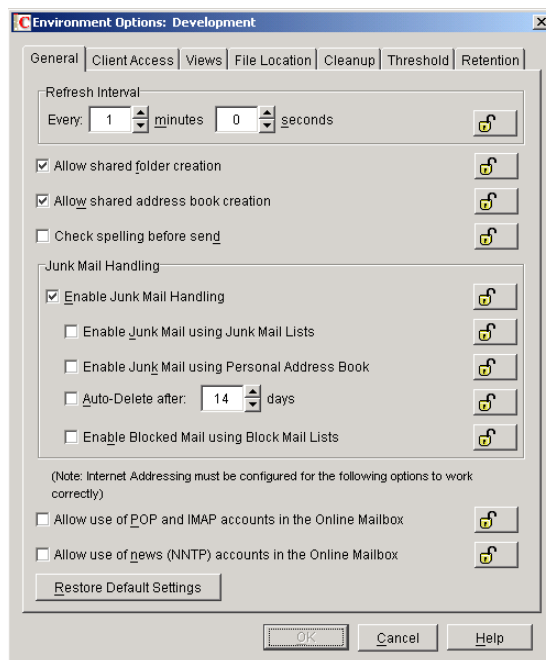 Environment Options: Development
General Client Access Views File Location Cleanup Threshold Retention
Refresh Interval
Every: 1 minutes 0 seconds
Allow shared folder creation
Allow shared address book creation
Check spelling before send
Junk Mail Handling
Enable Junk Mail Handling
Enable Junk Mail using Junk Mail Lists
Enable Junk Mail using Personal Address Book
Auto-Delete after: 14 days
Enable Blocked Mail using Block Mail Lists
(Note: Internet Addressing must be configured for the following options to work
correctly)
Allow use of POP and IMAP accounts in the Online Mailbox
Allow use of news (NNTP) accounts in the Online Mailbox
Restore Default Settings
OK Cancel Help